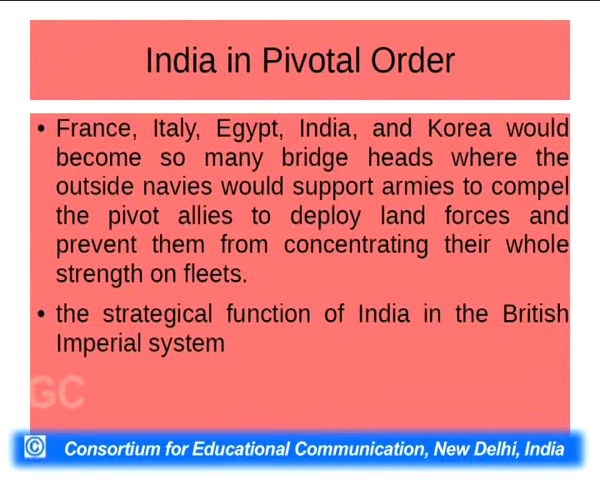 India in Pivotal Order
• France, Italy, Egypt, India, and Korea would
become so many bridge heads where the
outside navies would support armies to compel
the pivot allies to deploy land forces and
prevent them from concentrating their whole
strength on fleets.
• the strategical function of India in the British
Imperial system
GC
© Consortium for Educational Communication, New Delhi, India